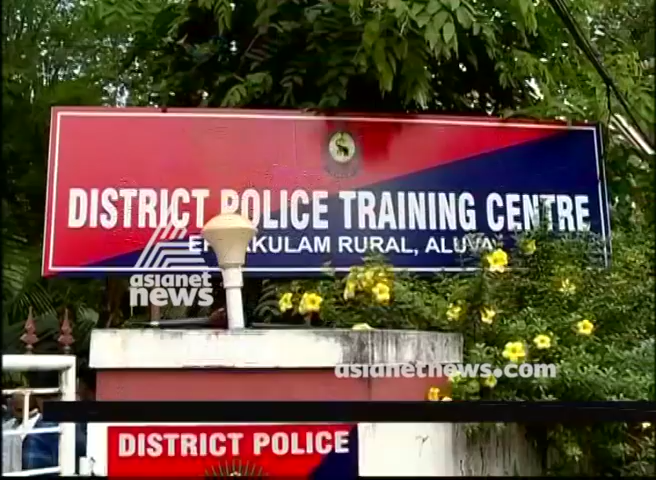 DISTRICT POLICE TRAINING CENTRE
ERNAKULAM RURAL, ALUVA
asianet
news
asianetnews.com
DISTRICT POLICE